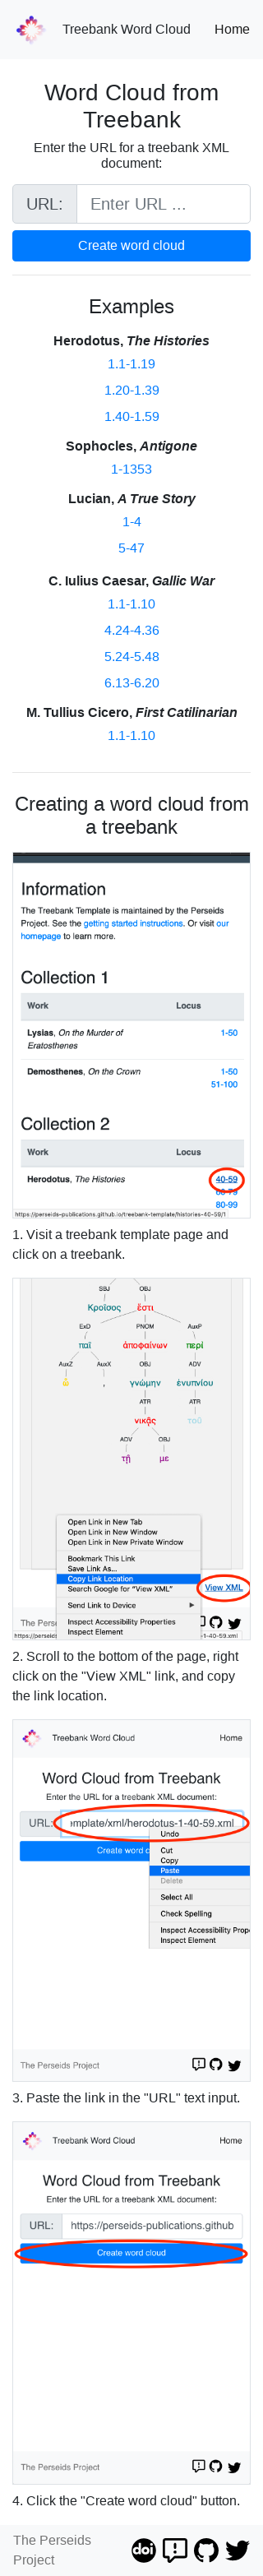 Treebank Word Cloud
Home
Word Cloud from
Treebank
Enter the URL for a treebank XML
document:
URL:
Enter URL ...
Create word cloud
Examples
Herodotus, The Histories
1.1-1.19
1.20-1.39
1.40-1.59
Sophocles, Antigone
1-1353
Lucian, A True Story
1-4
5-47
C. Iulius Caesar, Gallic War
1.1-1.10
4.24-4.36
5.24-5.48
6.13-6.20
M. Tullius Cicero, First Catilinarian
1.1-1.10
Creating a word cloud from
a treebank
Information
The Treebank Template is maintained by the Perseids
Project. See the getting started instructions. Or visit our
homepage to learn more.
Collection 1
Work Locus
Lysias, On the Murder of
Eratosthenes
1-50
Demosthenes, On the Crown
1-50
51-100
Collection 2
Work Locus
Herodotus, The Histories
40-59
60-79
80-99
https://perseids-publications.github.io/treebank-template/histories-40-59/1
1. Visit a treebank template page and
click on a treebank.
SBJ OBJ
Κροῖσος ἔστι
ExD PNOM AuxP
παῖ ἀποφαίνων περί
AuxZ AuxX OBJ ADV
ὦ , γνώμην ἐνυπνίου
ATR ATR
νικᾷς τοῦ
ADV OBJ
τῇ με
Open Link in New Tab
Open Link in New Window
Open Link in New Private Window
Bookmark This Link
Save Link As...
Copy Link Location
Search Google for "View XML"
Send Link to Device
Inspect Accessibility Properties
Inspect Element
View XML
The Pers
https://perseids
-1-40-59.xml
2. Scroll to the bottom of the page, right
click on the "View XML" link, and copy
the link location.
Treebank Word Cloud
Home
Word Cloud from Treebank
Enter the URL for a treebank XML document:
URL:
emplate/xml/herodotus-1-40-59.xml
Create word c
Undo
Cut
Copy
Paste
Delete
Select All
Check Spelling
Inspect Accessibility Prope
Inspect Element
The Perseids Project
3. Paste the link in the "URL" text input.
Treebank Word Cloud
Home
Word Cloud from Treebank
Enter the URL for a treebank XML document:
URL:
https://perseids-publications.github
Create word cloud
The Perseids Project
4. Click the "Create word cloud" button.
The Perseids
Project
doi